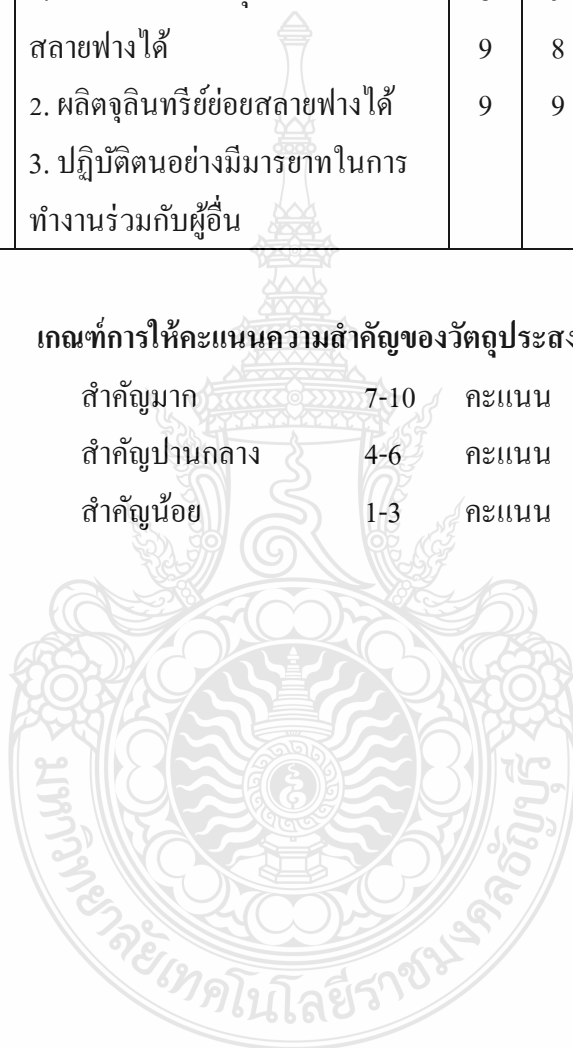 สลายฟางได้ 9 8
2. ผลิตจุลินทรีย์ย่อยสลายฟางได้ 9 9
3. ปฏิบัติตนอย่างมีมารยาทในการ
ทำงานร่วมกับผู้อื่น
เกณฑ์การให้คะแนนความสำคัญของวัตถุประสง
สำคัญมาก 7-10 คะแนน
สำคัญปานกลาง 4-6 คะแนน
สำคัญน้อย 1-3 คะแนน
มหาวิทยาลัยเทคโนโลยีราชมงคลธัญบุรี